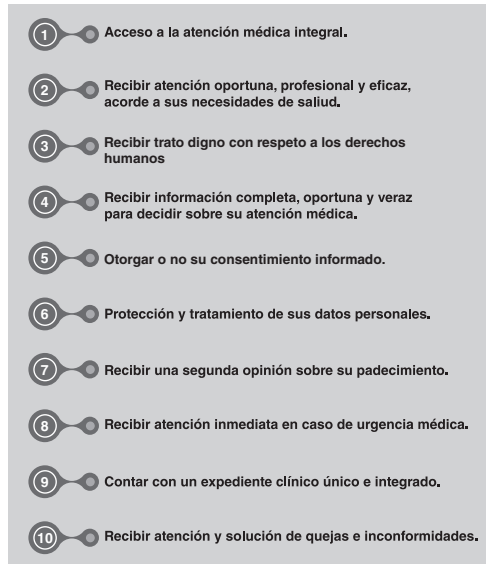 1 Acceso a la atención médica integral.
2 Recibir atención oportuna, profesional y eficaz,
acorde a sus necesidades de saliud.
3 Recibir trato digno con respeto a los derechos
humanos
4 Recibir información completa, oportuna y veraz
para decidir sobre su atención médica.
5 Otorgar o no su consentimiento informado.
6 Protección y tratamiento de sus datos personales.
7 Recibir una segunda opinión sobre su padecimiento.
8 Recibir atención inmediata en caso de urgencia médica.
9 Contar con un expediente clínico único e integrado.
10 Recibir atención y solución de quejas e inconformidades.